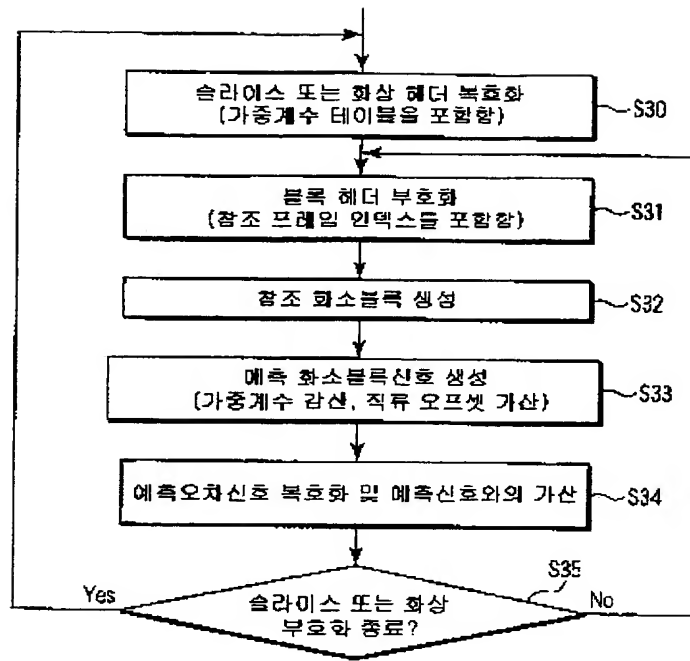 슬라이스 또는 화상 헤더 복호화
(가중계수 테이블을 포함함)
S30
블록 헤더 부호화
(참조 프레임 인덱스를 포함함)
S31
참조 화소블록 생성
S32
예측 화소블록신호 생성
(가중계수 감산, 직류 오프셋 가산)
S33
예측오차신호 복호화 및 예측신호와의 가산
S34
S35
Yes
슬라이스 또는 화상
부호화 종료?
No